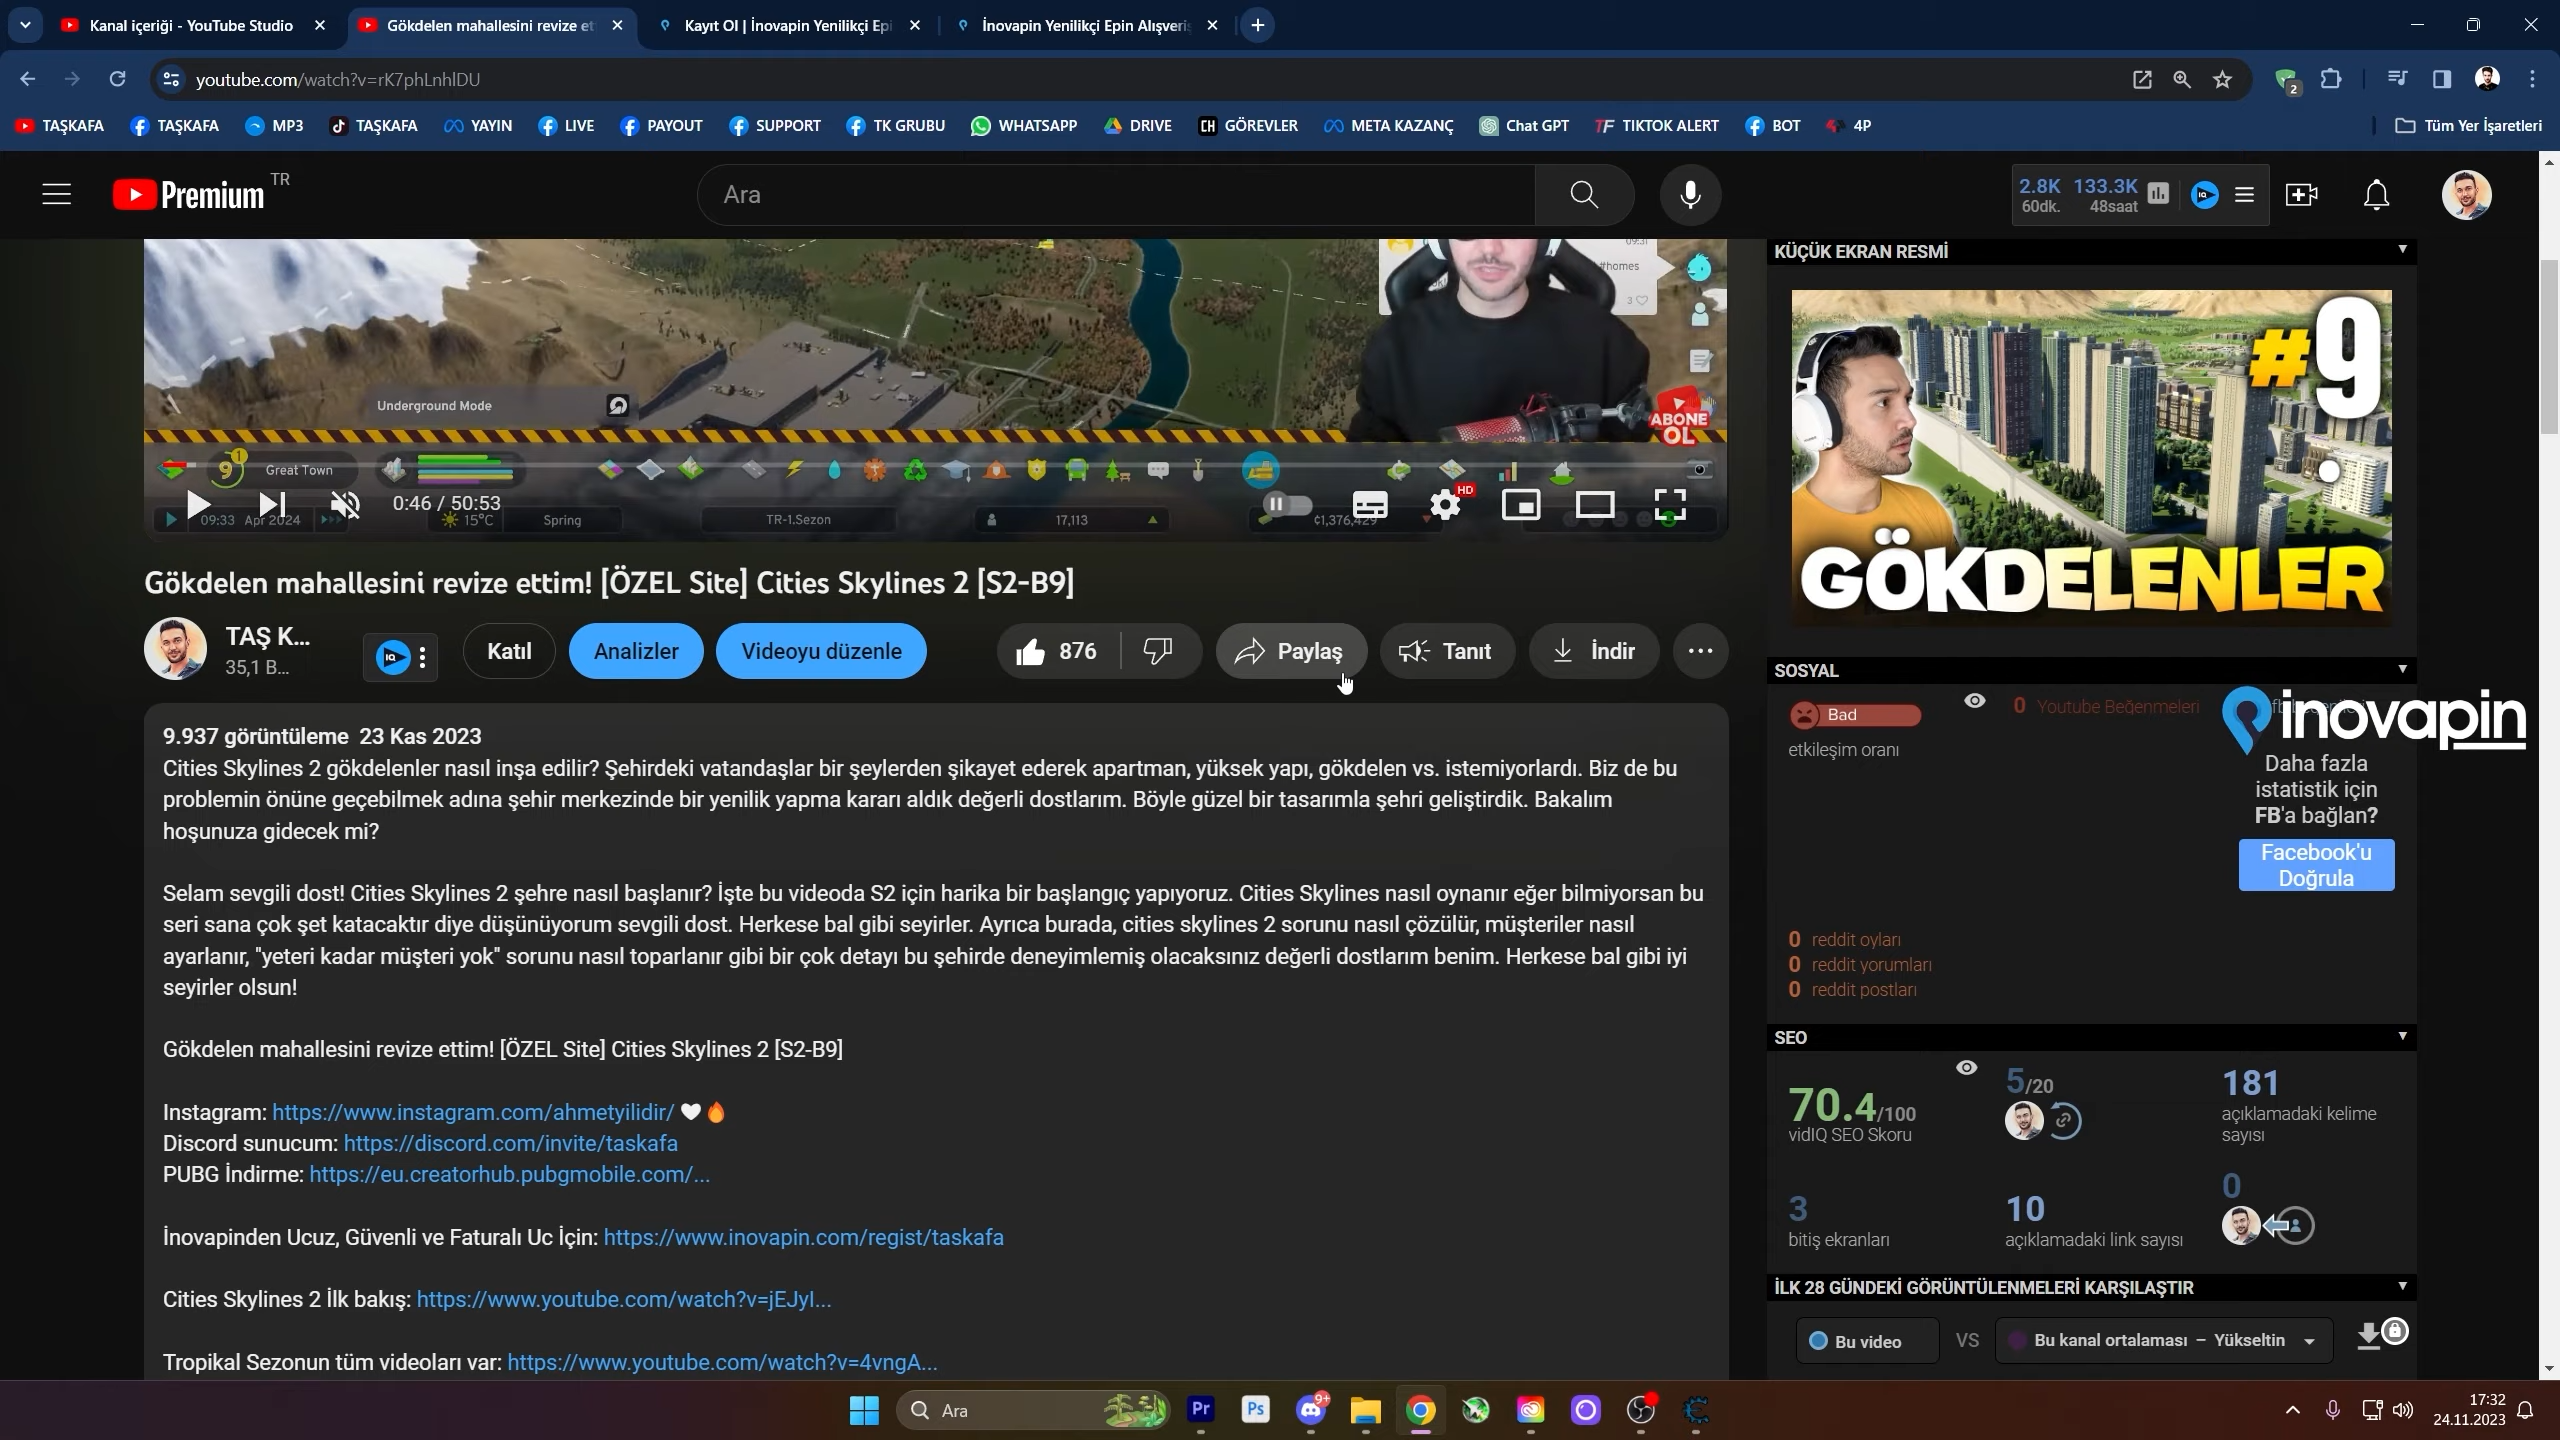 Kanal içeriği - YouTube Studio
Gökdelen mahallesini revize et
Kayıt Ol | İnovapin Yenilikçi Epi
İnovapin Yenilikçi Epin Alışveriş
youtube.com/watch?v=rK7phLnhlDU
2
TAŞKAFA
TAŞKAFA
MP3
TAŞKAFA
YAYIN
LIVE
PAYOUT
SUPPORT
TK GRUBU
WHATSAPP
DRIVE
GÖREVLER
META KAZANÇ
Chat GPT
TIKTOK ALERT
BOT
4P
Tüm Yer İşaretleri
Premium TR
Ara
2.8K 133.3K
60dk. 48saat
#homes
3
Underground Mode
ABONE
OL
9 1
Great Town
0:46 / 50:53
HD
09:33 Apr 2024
15°C
Spring
TR-1.Sezon
17,113
¢1,376,429
Gökdelen mahallesini revize ettim! [ÖZEL Site] Cities Skylines 2 [S2-B9]
TAŞ K...
35,1 B...
Katıl
Analizler
Videoyu düzenle
876
Paylaş
Tanıt
İndir
9.937 görüntüleme 23 Kas 2023
Cities Skylines 2 gökdelenler nasıl inşa edilir? Şehirdeki vatandaşlar bir şeylerden şikayet ederek apartman, yüksek yapı, gökdelen vs. istemiyorlardı. Biz de bu
problemin önüne geçebilmek adına şehir merkezinde bir yenilik yapma kararı aldık değerli dostlarım. Böyle güzel bir tasarımla şehri geliştirdik. Bakalım
hoşunuza gidecek mi?
Selam sevgili dost! Cities Skylines 2 şehre nasıl başlanır? İşte bu videoda S2 için harika bir başlangıç yapıyoruz. Cities Skylines nasıl oynanır eğer bilmiyorsan bu
seri sana çok şet katacaktır diye düşünüyorum sevgili dost. Herkese bal gibi seyirler. Ayrıca burada, cities skylines 2 sorunu nasıl çözülür, müşteriler nasıl
ayarlanır, "yeteri kadar müşteri yok" sorunu nasıl toparlanır gibi bir çok detayı bu şehirde deneyimlemiş olacaksınız değerli dostlarım benim. Herkese bal gibi iyi
seyirler olsun!
Gökdelen mahallesini revize ettim! [ÖZEL Site] Cities Skylines 2 [S2-B9]
Instagram: https://www.instagram.com/ahmetyilidir/
Discord sunucum: https://discord.com/invite/taskafa
PUBG İndirme: https://eu.creatorhub.pubgmobile.com/...
İnovapinden Ucuz, Güvenli ve Faturalı Uc İçin: https://www.inovapin.com/regist/taskafa
Cities Skylines 2 İlk bakış: https://www.youtube.com/watch?v=jEJyI...
Tropikal Sezonun tüm videoları var: https://www.youtube.com/watch?v=4vngA...
KÜÇÜK EKRAN RESMİ
#9
GÖKDELENLER
SOSYAL
Bad
etkileşim oranı
0 Youtube Beğenmeleri
inovapin
Daha fazla
istatistik için
FB'a bağlan?
Facebook'u
Doğrula
0 reddit oyları
0 reddit yorumları
0 reddit postları
SEO
70.4/100
vidIQ SEO Skoru
5/20
181
açıklamadaki kelime
sayısı
3
bitiş ekranları
10
açıklamadaki link sayısı
0
İLK 28 GÜNDEKİ GÖRÜNTÜLENMELERİ KARŞILAŞTIR
Bu video
VS
Bu kanal ortalaması – Yükseltin
Ara
Pr
Ps
9+
17:32
24.11.2023